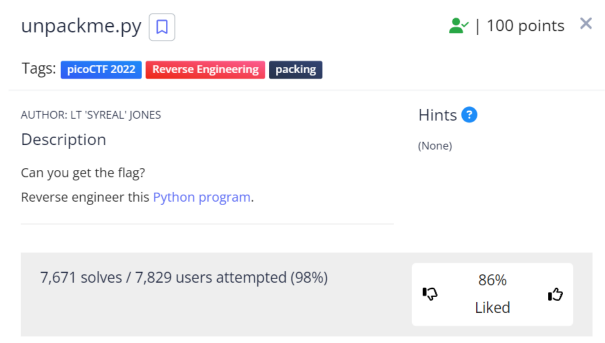 unpackme.py
| 100 points ×
Tags: picoCTF 2022 Reverse Engineering packing
AUTHOR: LT 'SYREAL' JONES
Hints ?
Description
(None)
Can you get the flag?
Reverse engineer this Python program.
7,671 solves / 7,829 users attempted (98%)
86%
Liked